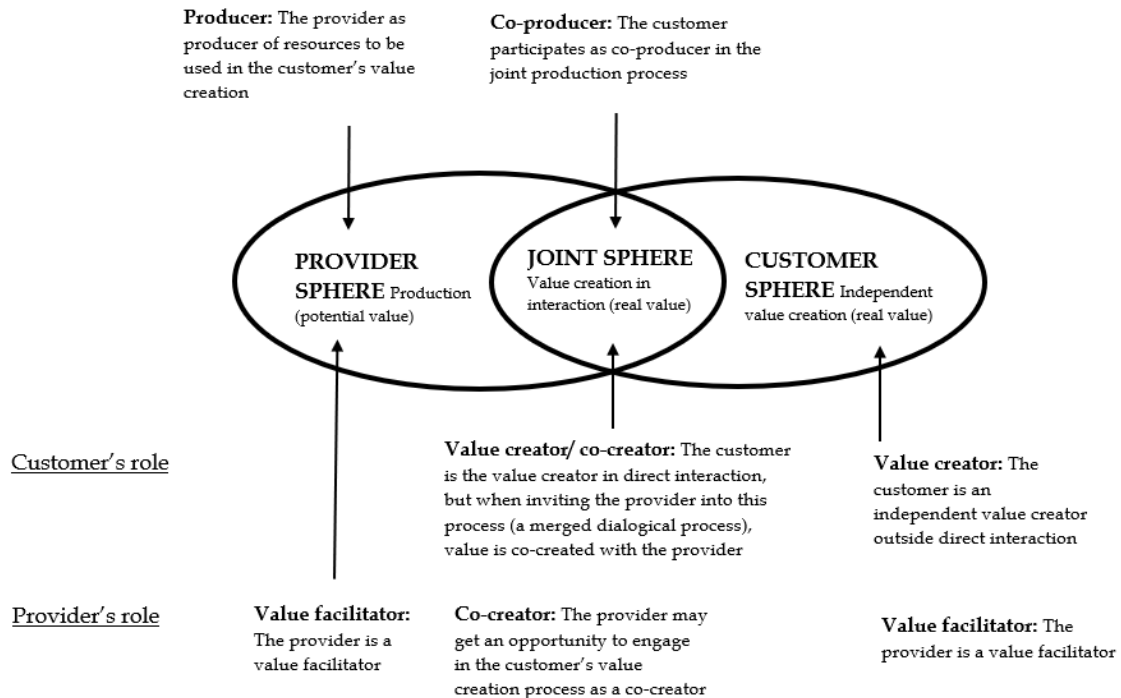 Producer: The provider as
producer of resources to be
used in the customer's value
creation
Co-producer: The customer
participates as co-producer in the
joint production process
PROVIDER
SPHERE Production
(potential value)
JOINT SPHERE
Value creation in
interaction (real value)
CUSTOMER
SPHERE Independent
value creation (real value)
Customer's role
Value creator/ co-creator: The customer
is the value creator in direct interaction,
but when inviting the provider into this
process (a merged dialogical process),
value is co-created with the provider
Value creator: The
customer is an
independent value creator
outside direct interaction
Provider's role
Value facilitator:
The provider is a
value facilitator
Co-creator: The provider may
get an opportunity to engage
in the customer's value
creation process as a co-creator
Value facilitator: The
provider is a value facilitator